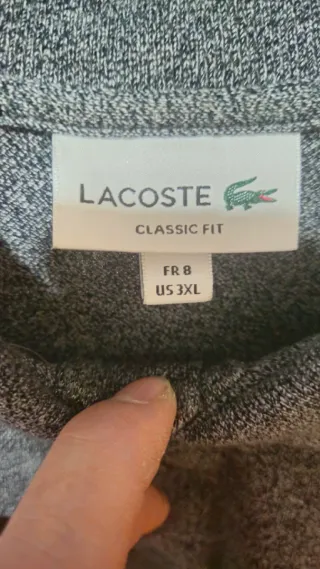 LACOSTE
CLASSIC FIT
FR 8
US 3XL